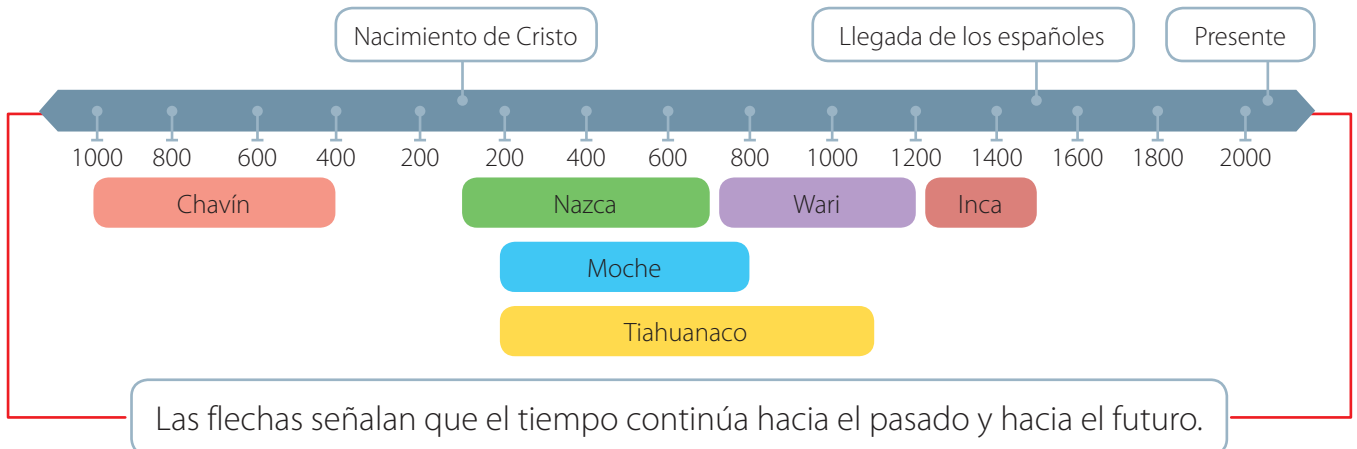 Nacimiento de Cristo
Llegada de los españoles
Presente
1000 800 600 400 200 200 400 600 800 1000 1200 1400 1600 1800 2000
Chavín
Nazca
Wari
Inca
Moche
Tiahuanaco
Las flechas señalan que el tiempo continúa hacia el pasado y hacia el futuro.